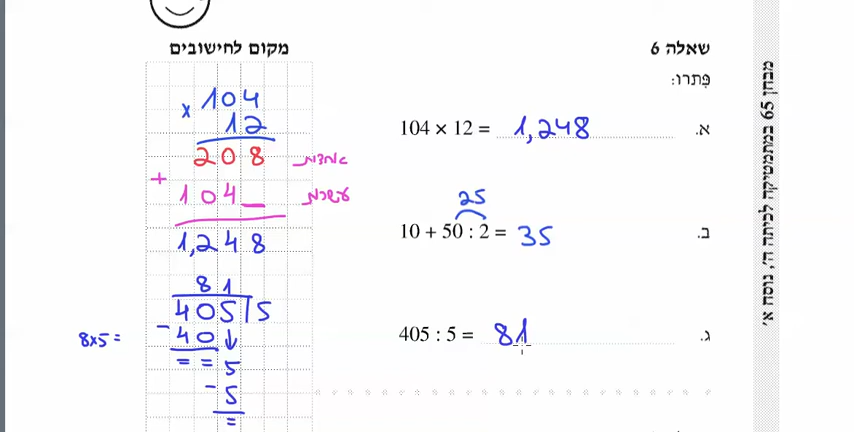 שאלה 6
פתרו:
א. 104 × 12 = 1,248
ב. 10 + 50 : 2 = 35
25
ג. 405 : 5 = 81
מקום לחישובים
104
× 12
208 אחדות
+ 104_ עשרות
1,248
81
405|5
8x5= - 40↓
= = 5
- 5
=
מבחן 65 במתמטיקה לכיתה ה', נוסח א'